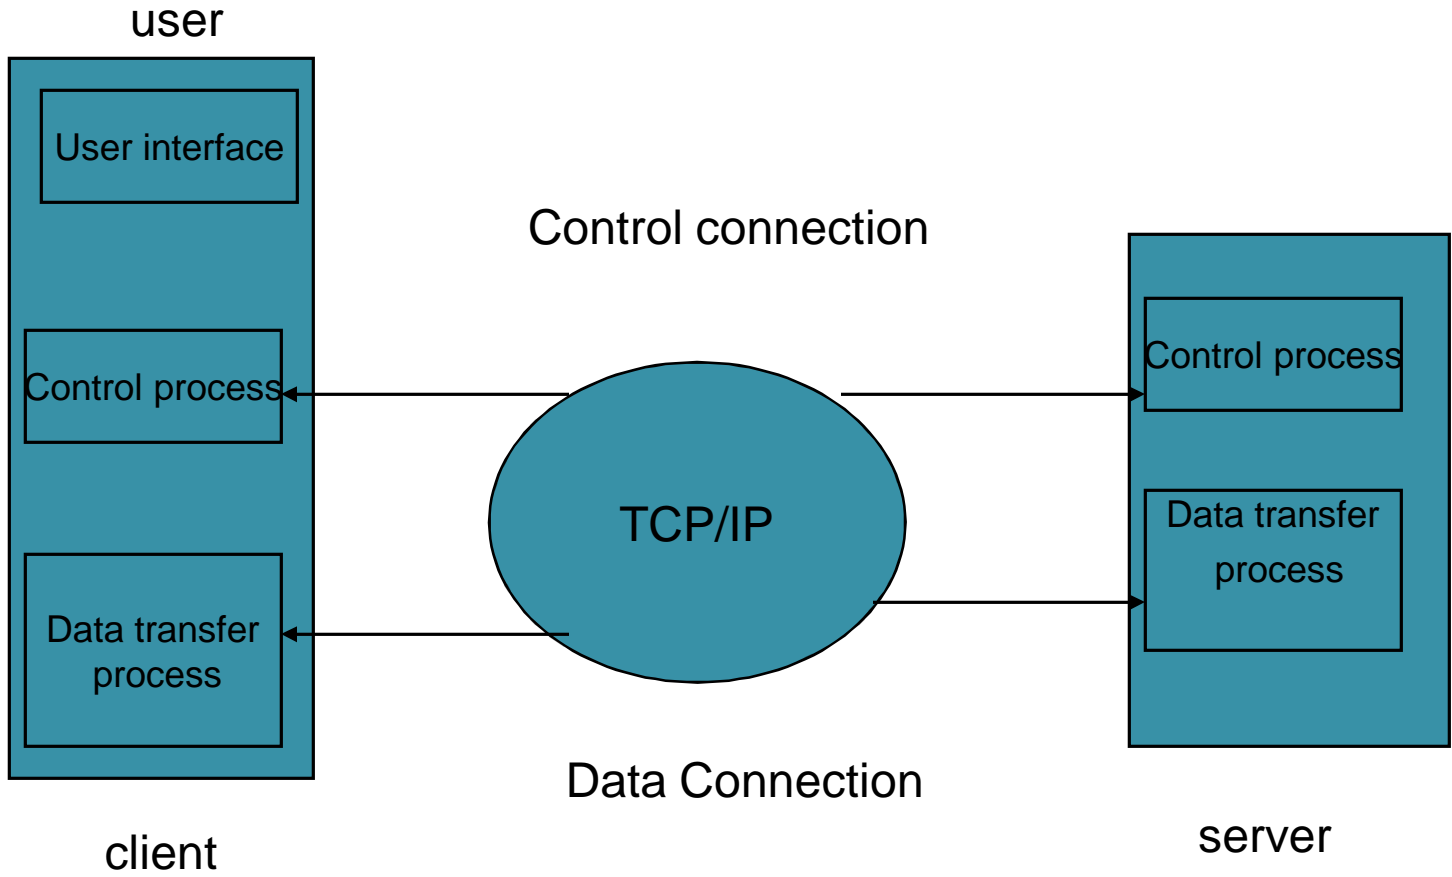 user
User interface
Control process
Data transfer
process
client
Control connection
TCP/IP
Data Connection
Control process
Data transfer
process
server